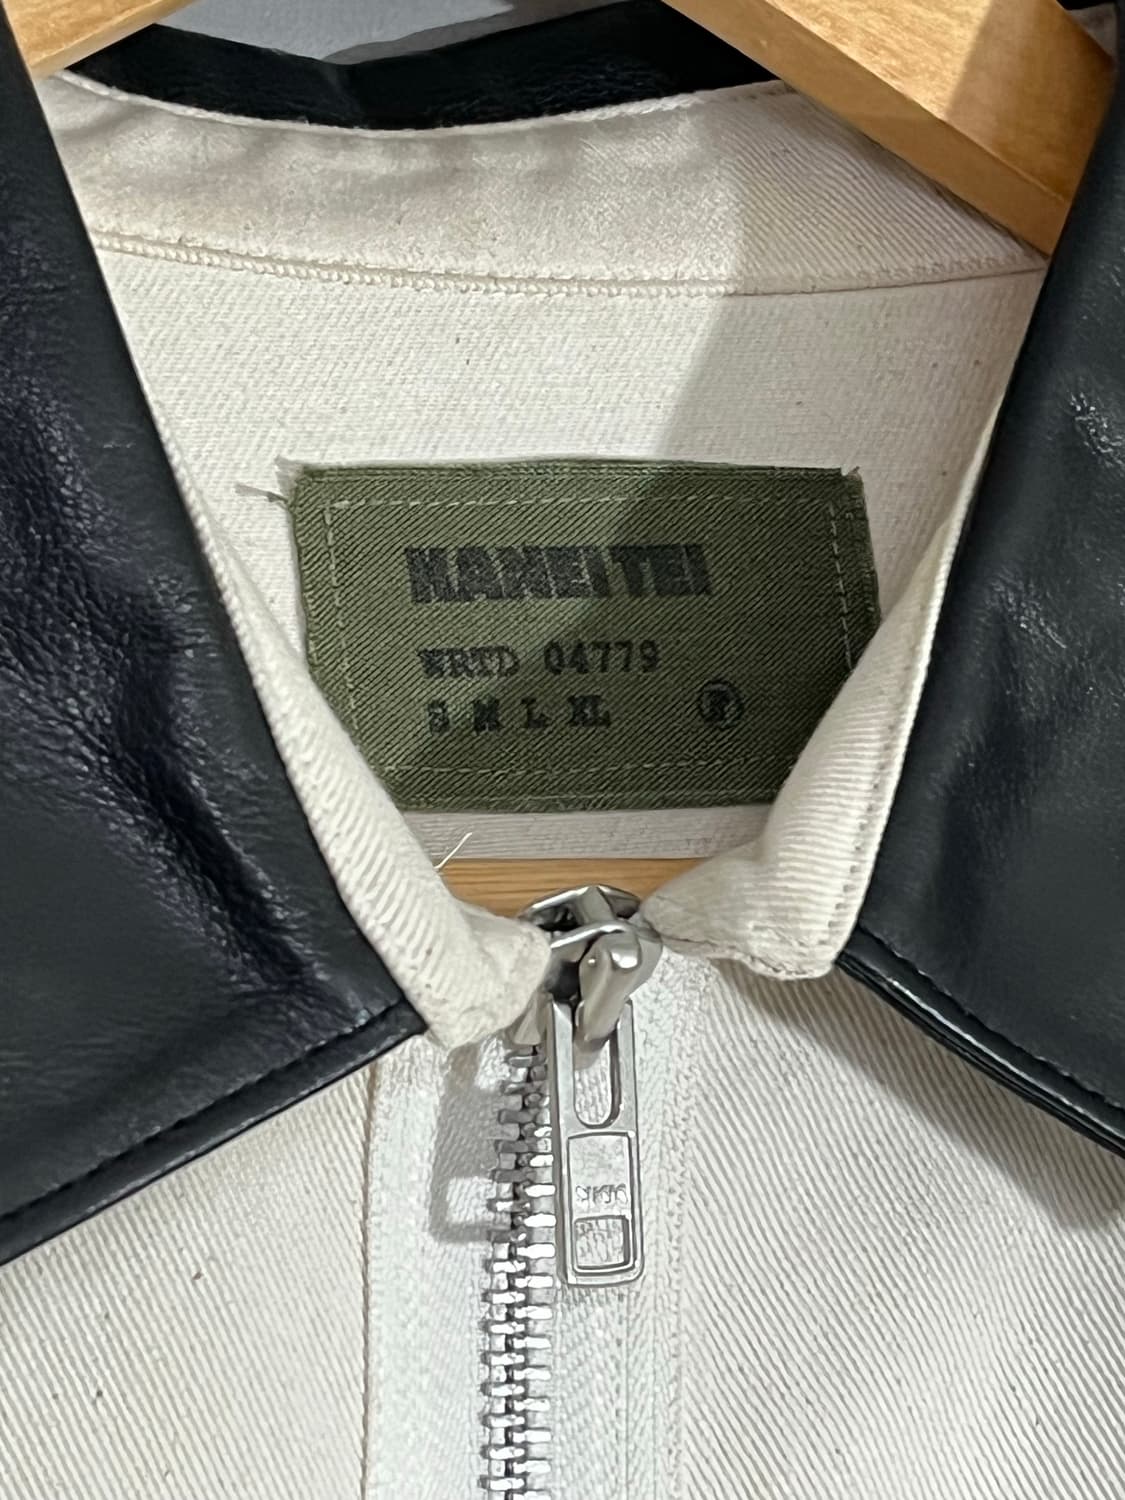 KANEITEI
WRTD 04779
S M L XL ®